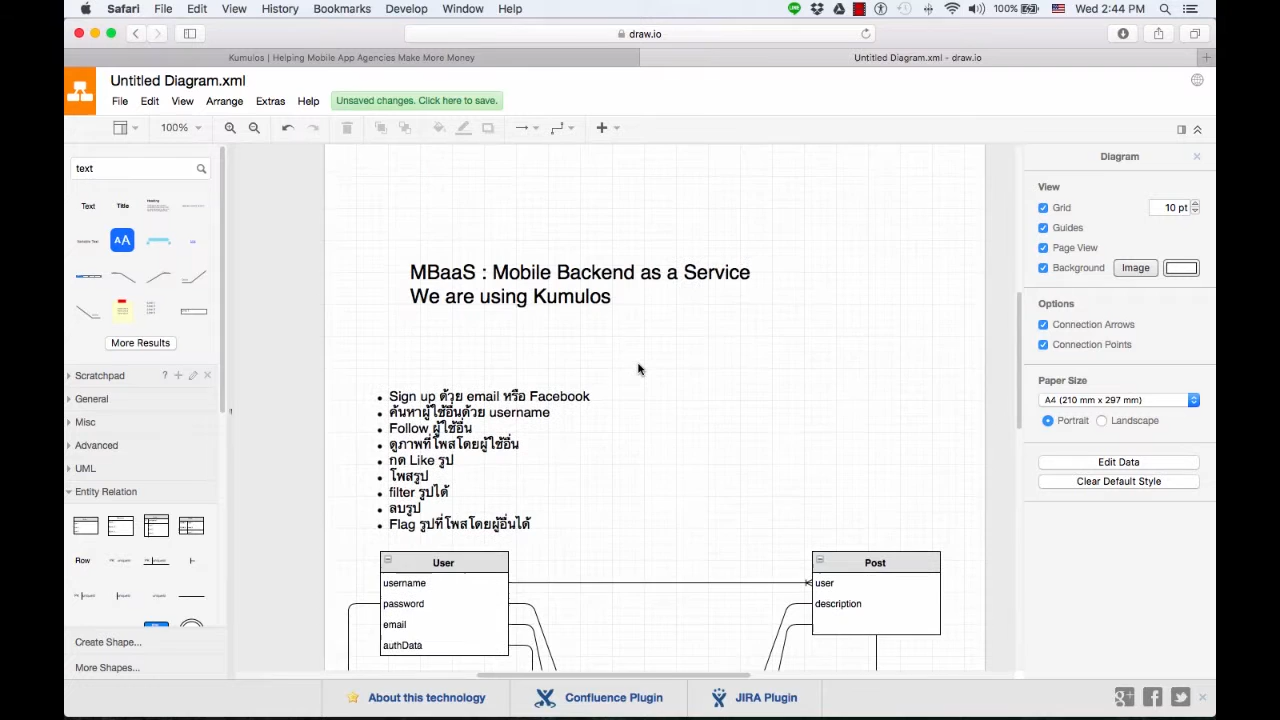 Safari File Edit View History Bookmarks Develop Window Help 100% Wed 2:44 PM
draw.io
Kumulos | Helping Mobile App Agencies Make More Money
Untitled Diagram.xml - draw.io
Untitled Diagram.xml
File Edit View Arrange Extras Help Unsaved changes. Click here to save.
100%
text
Text Title Heading
More Results
Scratchpad
General
Misc
Advanced
UML
Entity Relation
Row
Create Shape...
More Shapes...
MBaaS : Mobile Backend as a Service
We are using Kumulos
Sign up ด้วย email หรือ Facebook
ค้นหาผู้ใช้อื่นด้วย username
Follow ผู้ใช้อื่น
ดูภาพที่โพสโดยผู้ใช้อื่น
กด Like รูป
โพสรูป
filter รูปได้
ลบรูป
Flag รูปที่โพสโดยผู้อื่นได้
User
username
password
email
authData
Post
user
description
Diagram
View
Grid 10 pt
Guides
Page View
Background Image
Options
Connection Arrows
Connection Points
Paper Size
A4 (210 mm x 297 mm)
Portrait Landscape
Edit Data
Clear Default Style
About this technology Confluence Plugin JIRA Plugin